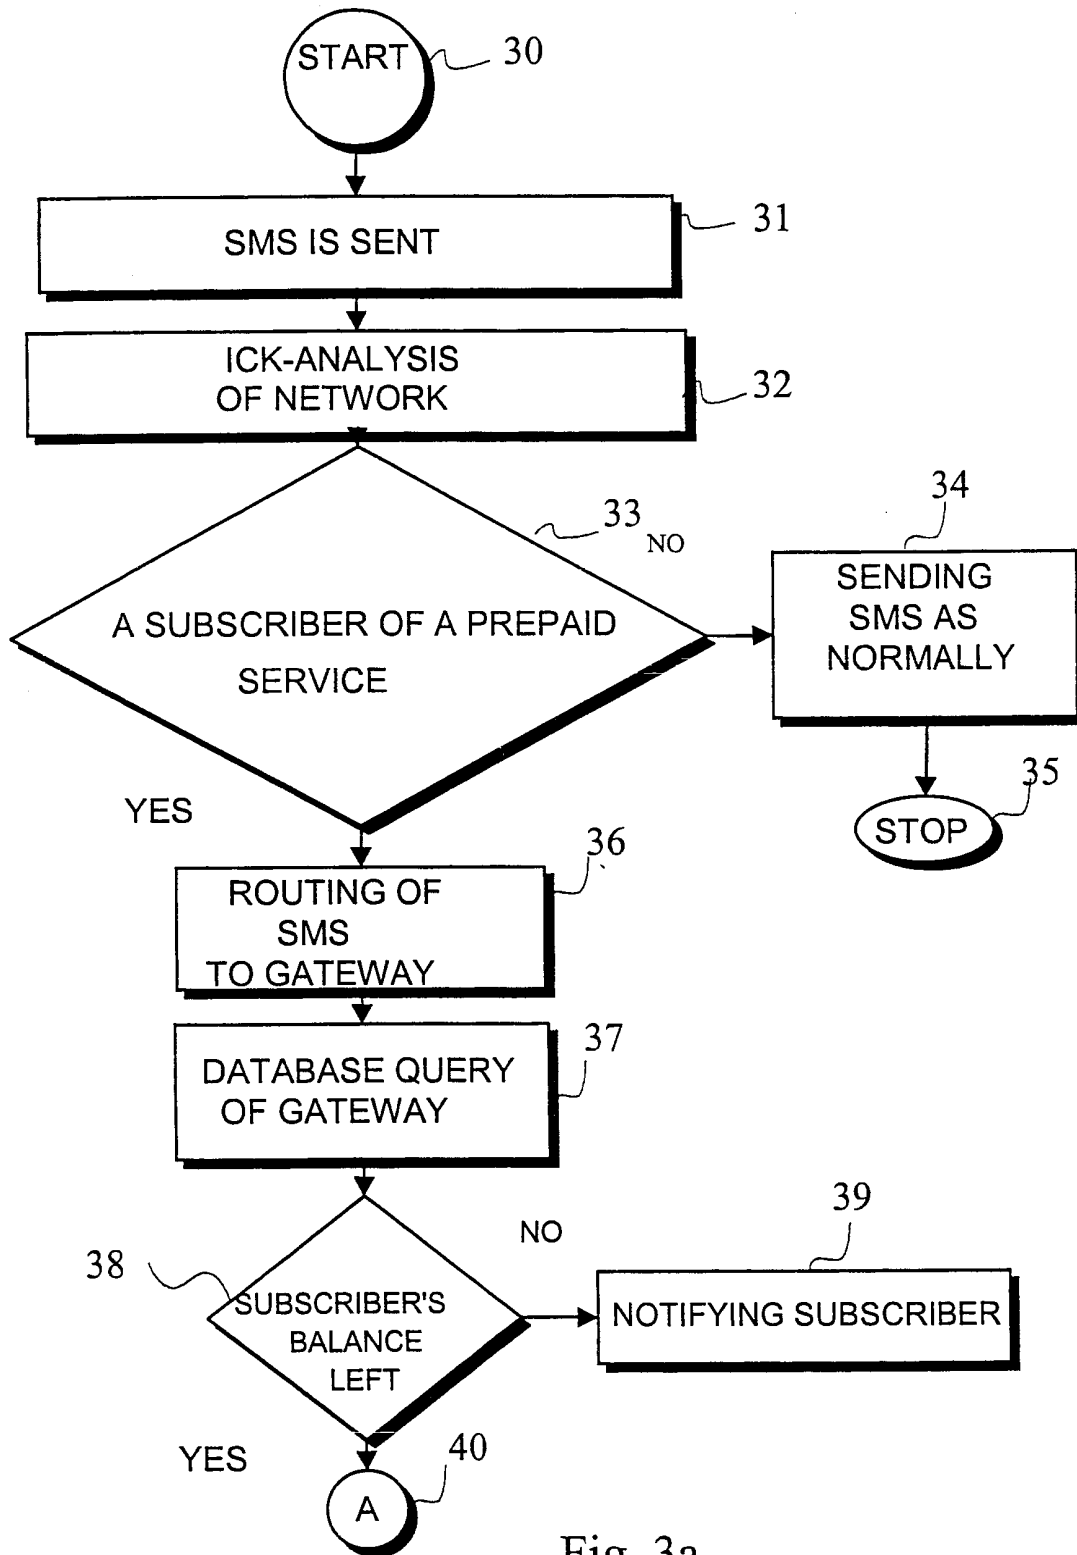 START
30
SMS IS SENT
31
ICK-ANALYSIS
OF NETWORK
32
33
NO
A SUBSCRIBER OF A PREPAID
SERVICE
34
SENDING
SMS AS
NORMALLY
35
STOP
YES
36
ROUTING OF
SMS
TO GATEWAY
37
DATABASE QUERY
OF GATEWAY
38
NO
SUBSCRIBER'S
BALANCE
LEFT
39
NOTIFYING SUBSCRIBER
YES
40
A
Fig. 3a